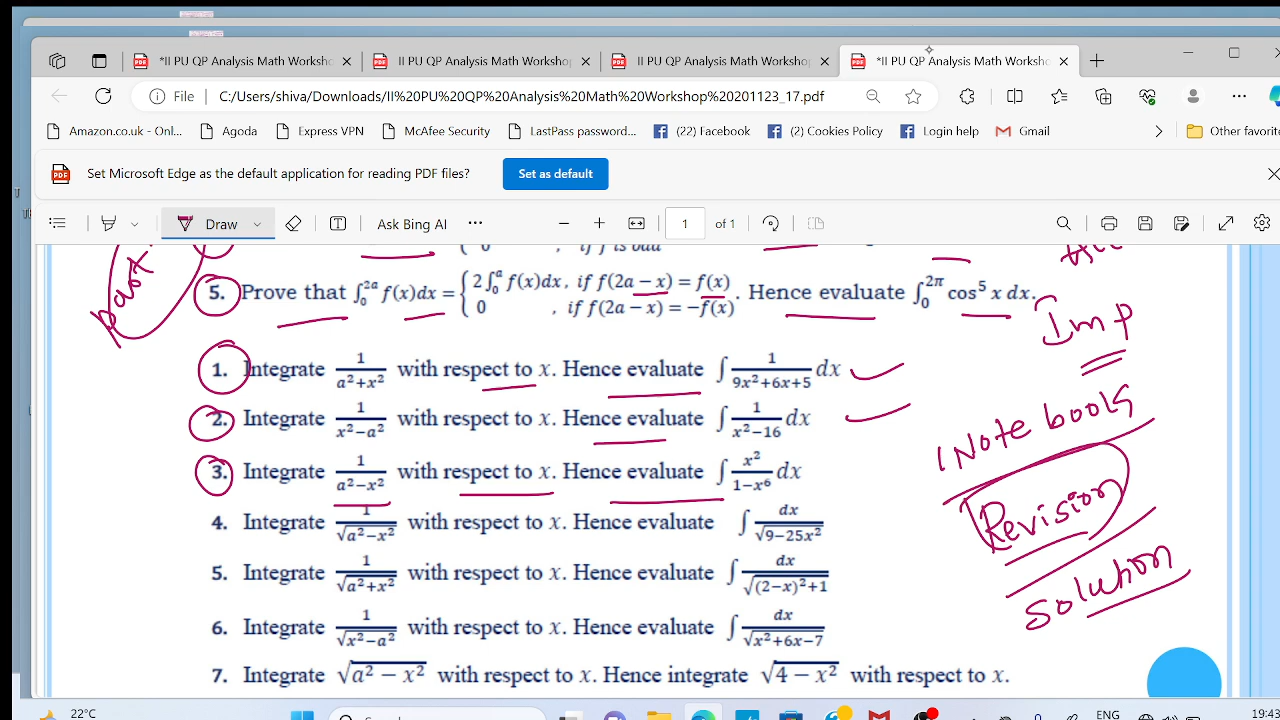 *II PU QP Analysis Math Worksho
II PU QP Analysis Math Workshop
II PU QP Analysis Math Workshop
*II PU QP Analysis Math Worksho
File
C:/Users/shiva/Downloads/II%20PU%20QP%20Analysis%20Math%20Workshop%20201123_17.pdf
Amazon.co.uk - Onl...
Agoda
Express VPN
McAfee Security
LastPass password...
(22) Facebook
(2) Cookies Policy
Login help
Gmail
Other favorite
Set Microsoft Edge as the default application for reading PDF files?
Set as default
Draw
Ask Bing AI
1 of 1
part
0 , if f is odd
5. Prove that ∫₀^{2a} f(x)dx = { 2∫₀^{a} f(x)dx, if f(2a − x) = f(x)
0 , if f(2a − x) = −f(x) . Hence evaluate ∫₀^{2π} cos⁵ x dx.
Imp
1. Integrate 1/(a²+x²) with respect to x. Hence evaluate ∫ 1/(9x²+6x+5) dx
2. Integrate 1/(x²−a²) with respect to x. Hence evaluate ∫ 1/(x²−16) dx
Note book
3. Integrate 1/(a²−x²) with respect to x. Hence evaluate ∫ x²/(1−x⁶) dx
Revision
4. Integrate 1/√(a²−x²) with respect to x. Hence evaluate ∫ dx/√(9−25x²)
5. Integrate 1/√(a²+x²) with respect to x. Hence evaluate ∫ dx/√((2−x)²+1)
Solution
6. Integrate 1/√(x²−a²) with respect to x. Hence evaluate ∫ dx/√(x²+6x−7)
7. Integrate √(a² − x²) with respect to x. Hence integrate √(4 − x²) with respect to x.
22°C
ENG
19:43